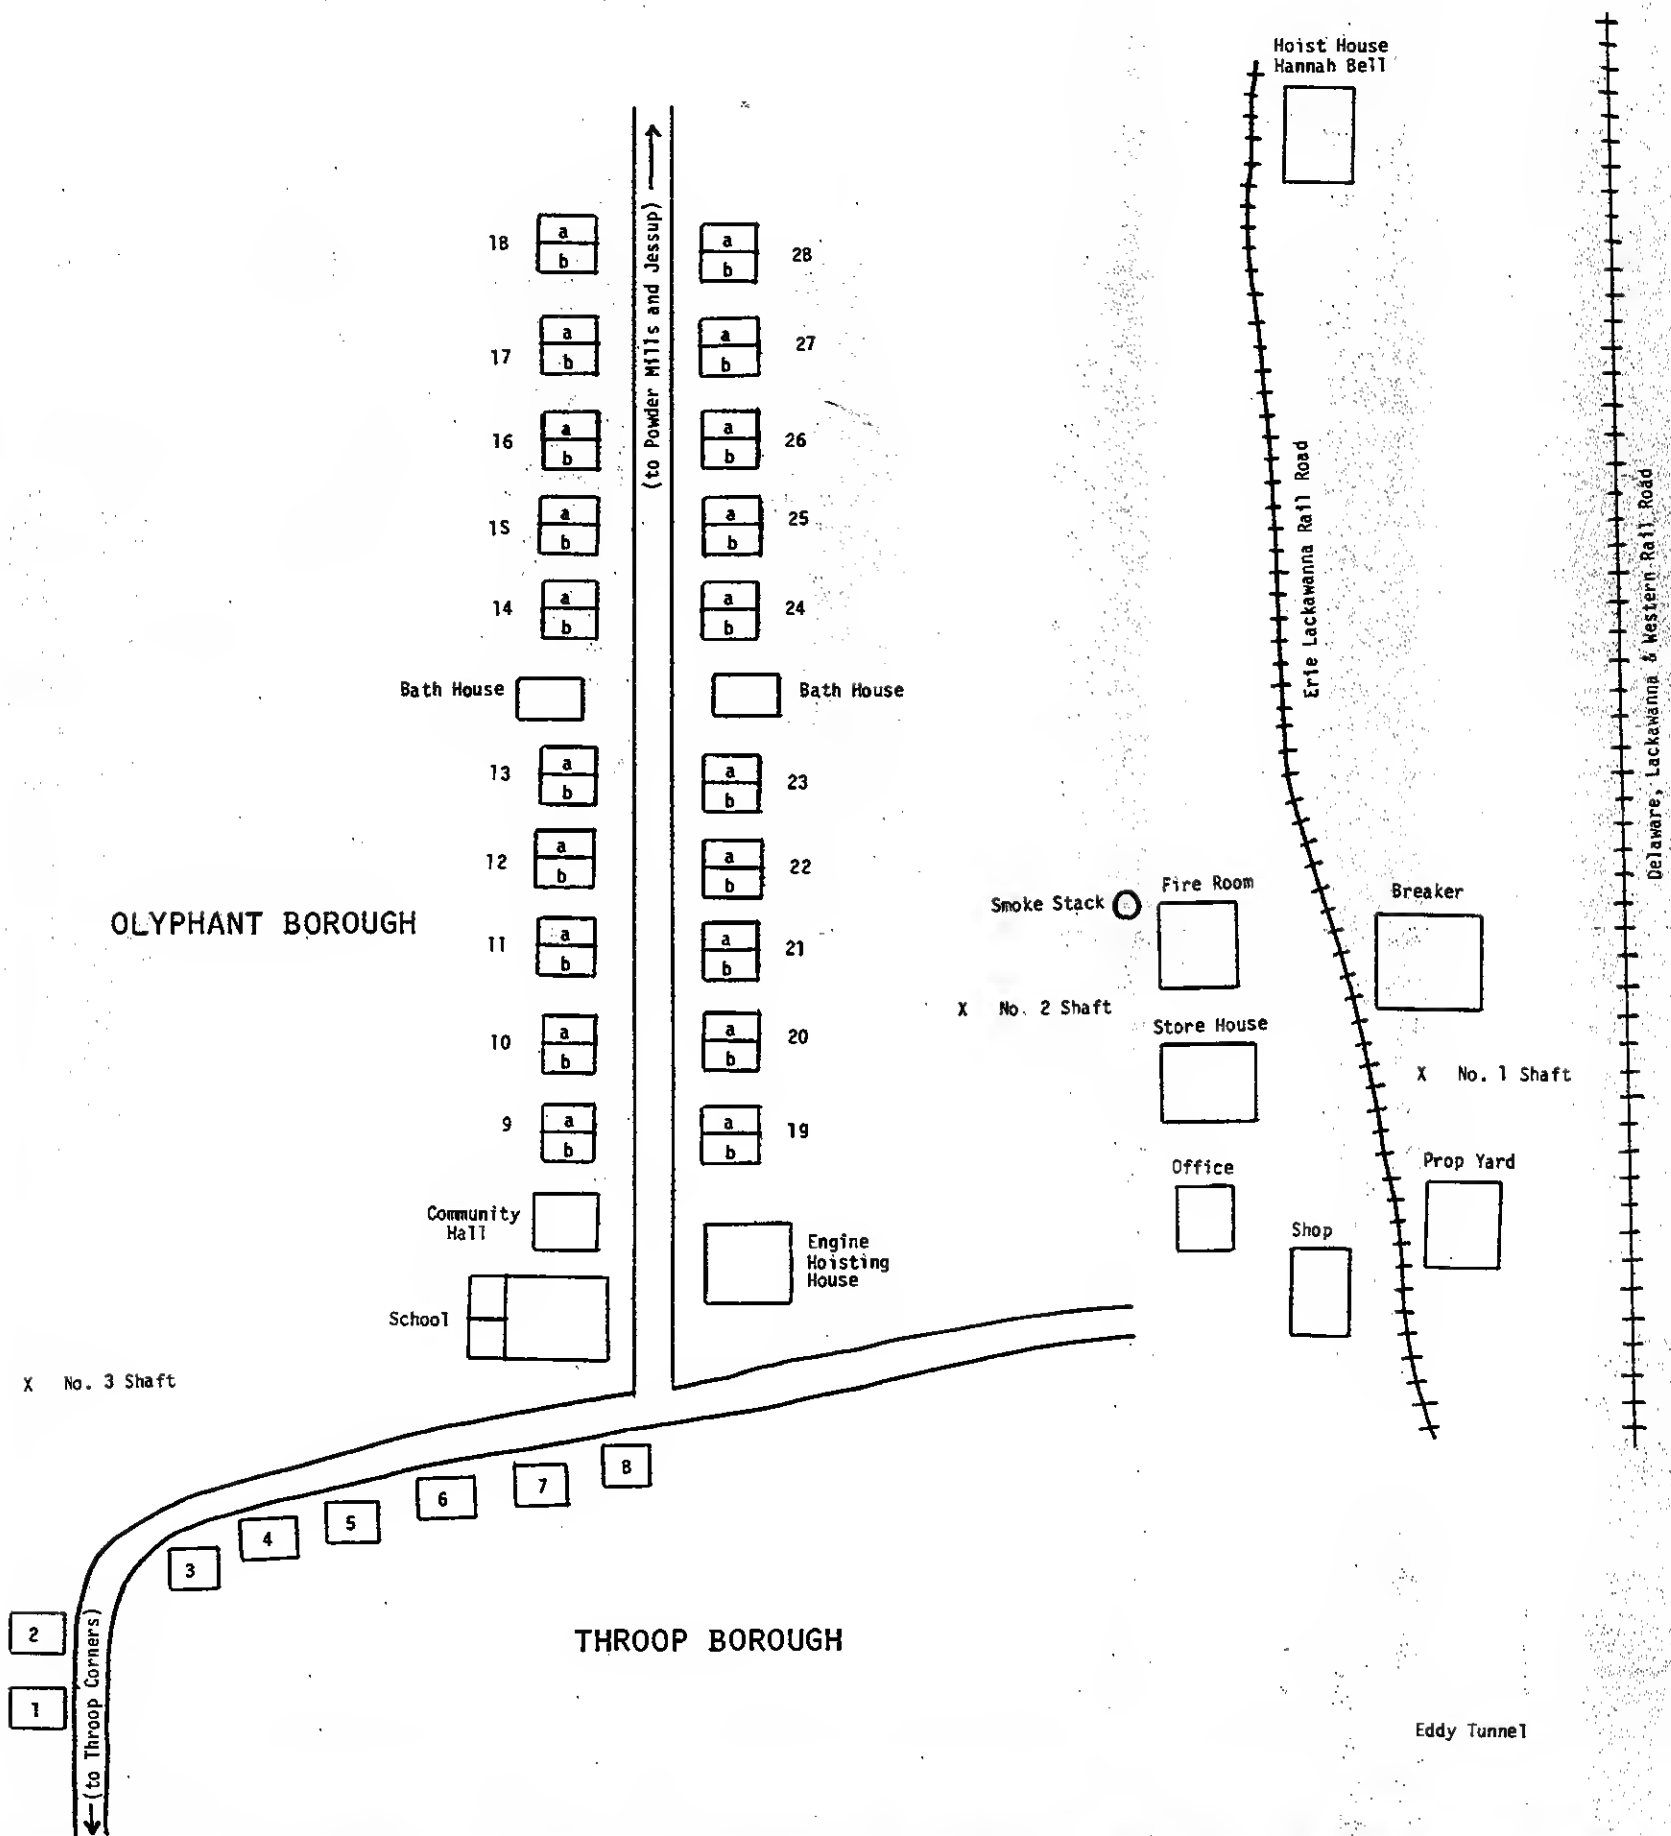 Hoist House
Hannah Bell
(to Powder Mills and Jessup)
18
a
b
a
b
28
17
a
b
a
b
27
16
a
b
a
b
26
15
a
b
a
b
25
14
a
b
a
b
24
Erie Lackawanna Rail Road
Delaware, Lackawanna & Western Rail Road
Bath House
Bath House
13
a
b
a
b
23
12
a
b
a
b
22
OLYPHANT BOROUGH
11
a
b
a
b
21
Smoke Stack
Fire Room
Breaker
X No. 2 Shaft
10
a
b
a
b
20
Store House
X No. 1 Shaft
9
a
b
a
b
19
Office
Prop Yard
Community
Hall
Shop
Engine
Hoisting
House
School
X No. 3 Shaft
8
7
6
5
4
3
2
1
(to Throop Corners)
THROOP BOROUGH
Eddy Tunnel